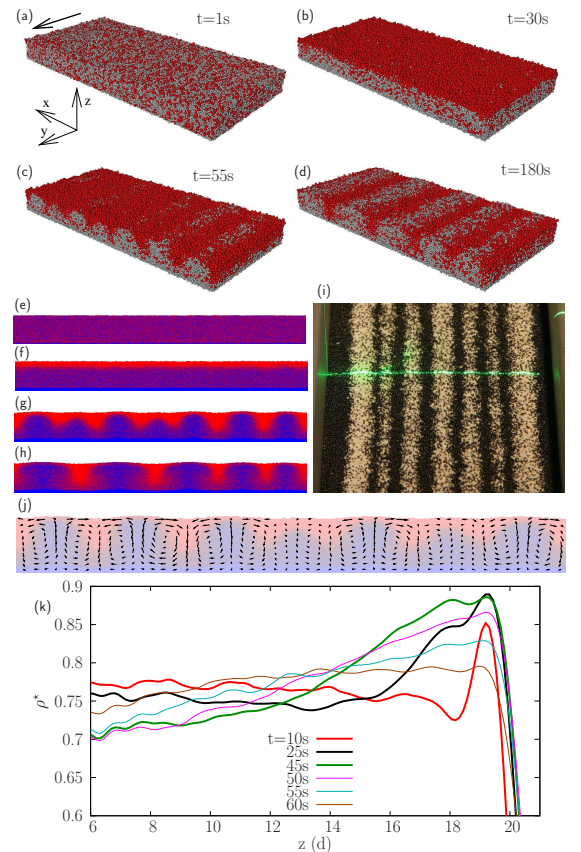 (a)
t=1s
(b)
t=30s
x
y
z
(c)
t=55s
(d)
t=180s
(e)
(f)
(g)
(h)
(i)
(j)
(k)
0.9
0.85
0.8
0.75
0.7
0.65
0.6
ρ*
t=10s
25s
45s
50s
55s
60s
6
8
10
12
14
16
18
20
z (d)